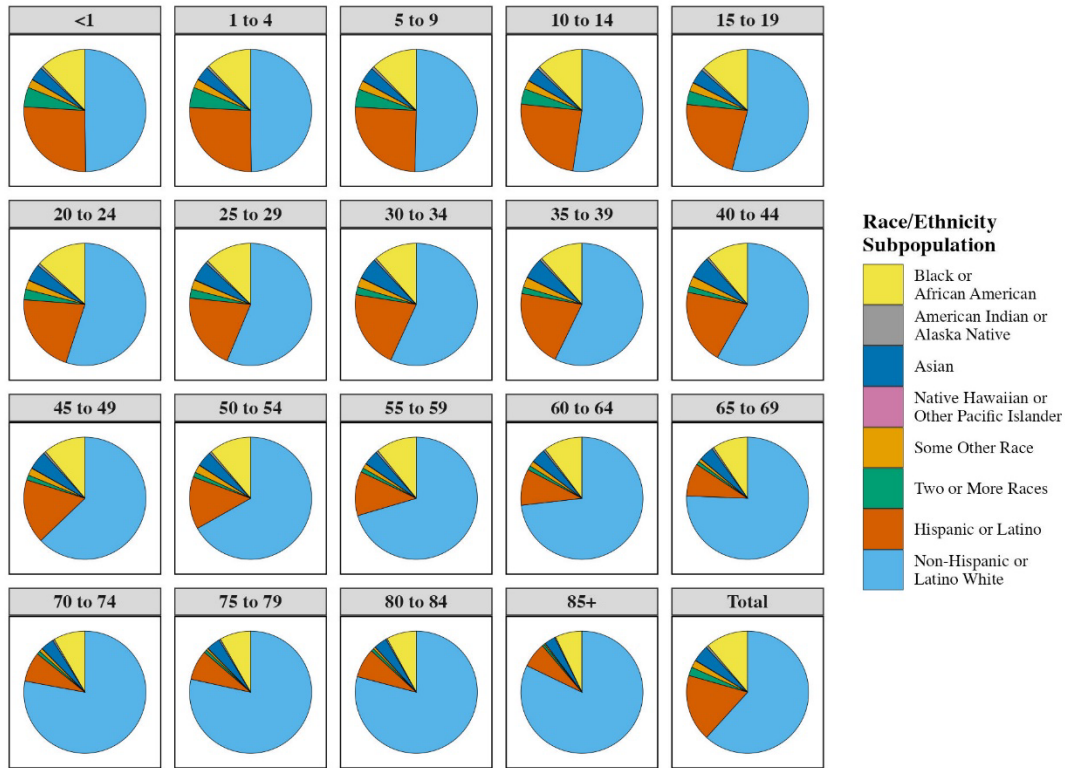 <1
1 to 4
5 to 9
10 to 14
15 to 19
20 to 24
25 to 29
30 to 34
35 to 39
40 to 44
45 to 49
50 to 54
55 to 59
60 to 64
65 to 69
70 to 74
75 to 79
80 to 84
85+
Total
Race/Ethnicity
Subpopulation
Black or
African American
American Indian or
Alaska Native
Asian
Native Hawaiian or
Other Pacific Islander
Some Other Race
Two or More Races
Hispanic or Latino
Non-Hispanic or
Latino White